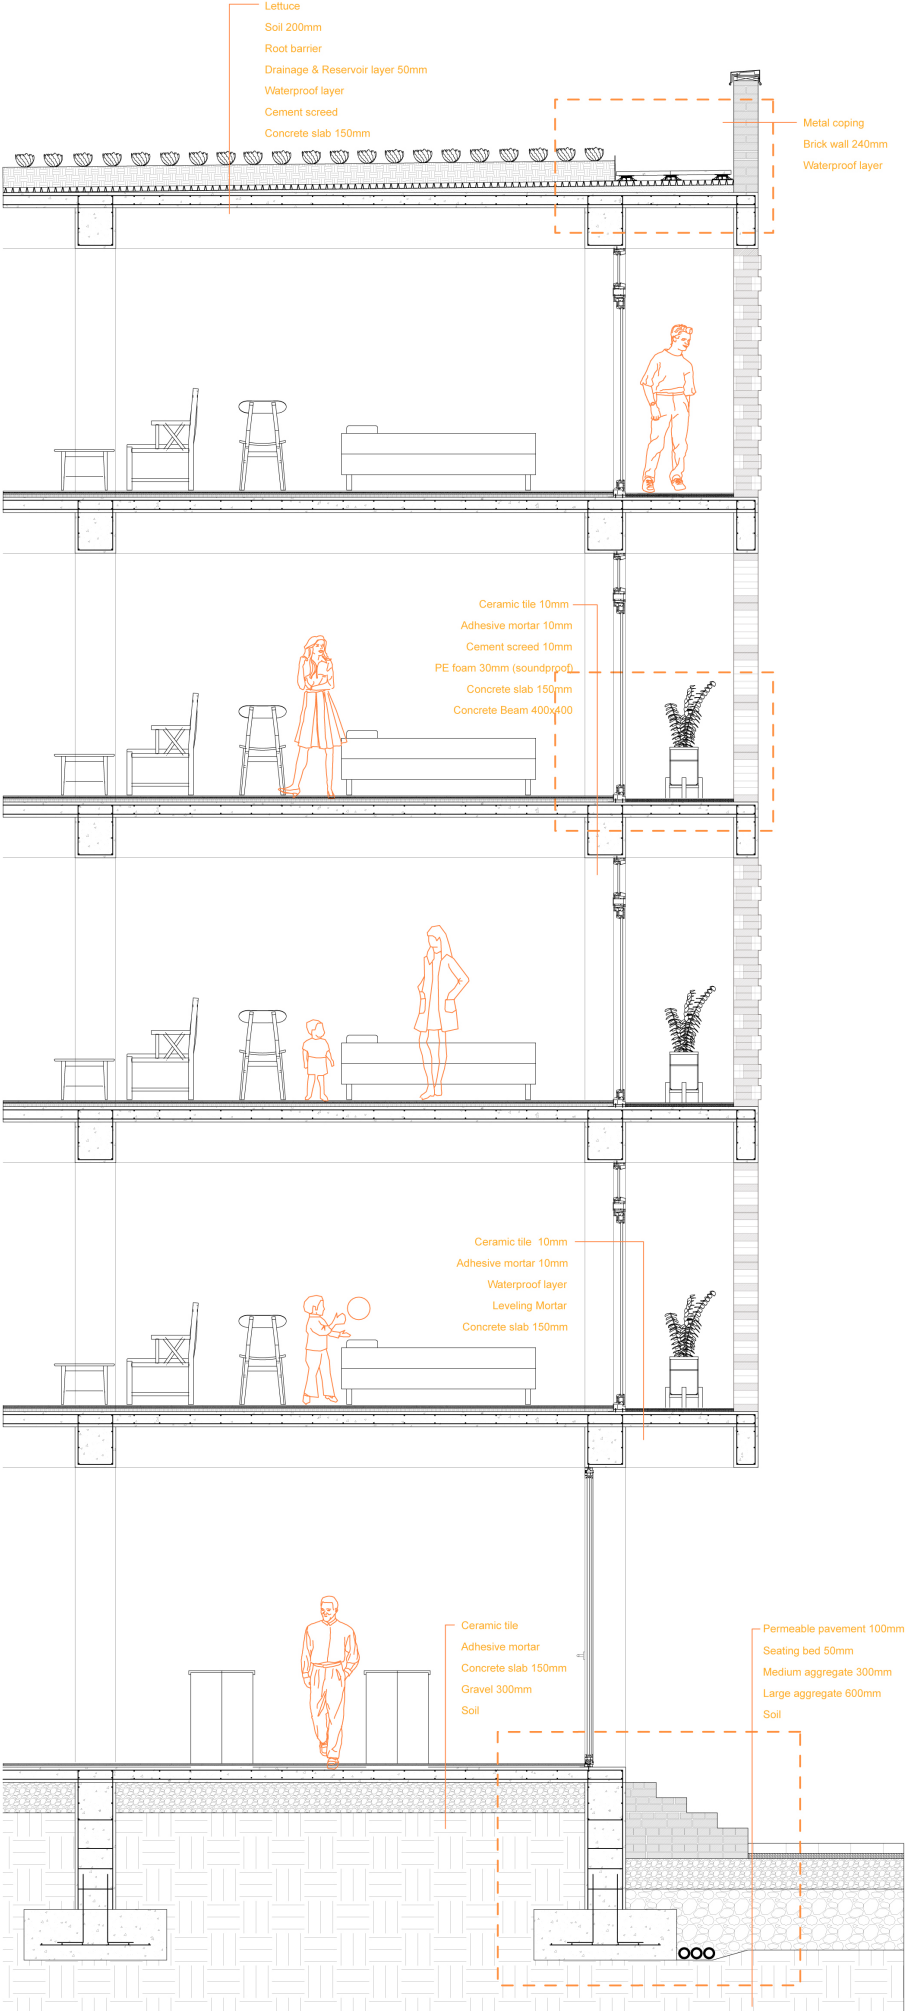 Lettuce
Soil 200mm
Root barrier
Drainage & Reservoir layer 50mm
Waterproof layer
Cement screed
Concrete slab 150mm
Metal coping
Brick wall 240mm
Waterproof layer
Ceramic tile 10mm
Adhesive mortar 10mm
Cement screed 10mm
PE foam 30mm (soundproof)
Concrete slab 150mm
Concrete Beam 400x400
Ceramic tile 10mm
Adhesive mortar 10mm
Waterproof layer
Leveling Mortar
Concrete slab 150mm
Ceramic tile
Adhesive mortar
Concrete slab 150mm
Gravel 300mm
Soil
Permeable pavement 100mm
Seating bed 50mm
Medium aggregate 300mm
Large aggregate 600mm
Soil